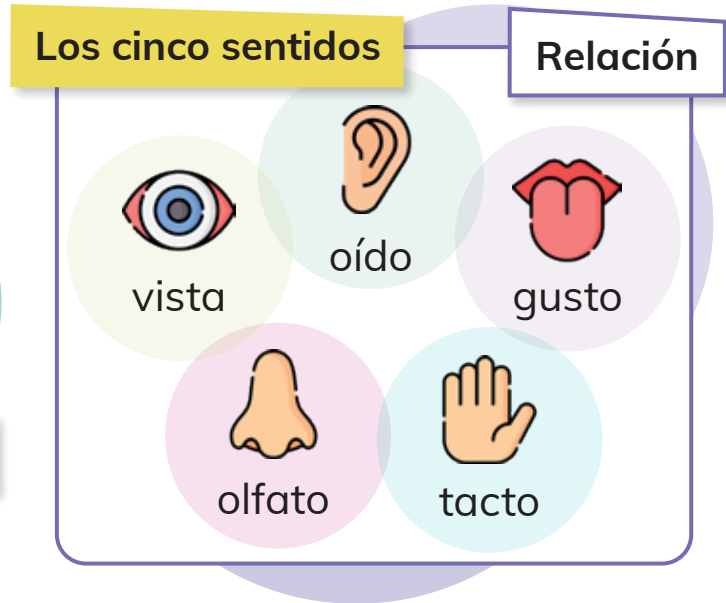 Los cinco sentidos
Relación
oído
vista
gusto
olfato
tacto